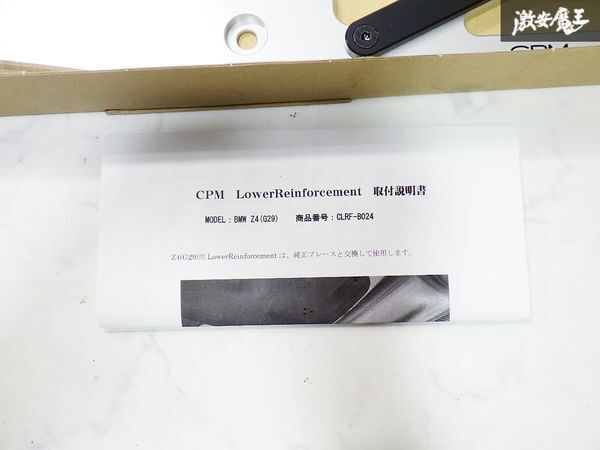 激安魔王
CPM
CPM LowerReinforcement 取付説明書
MODEL：BMW Z4(G29) 商品番号：CLRF-B024
Z4(G29)用 LowerReinforcement は、純正ブレースと交換して使用します。